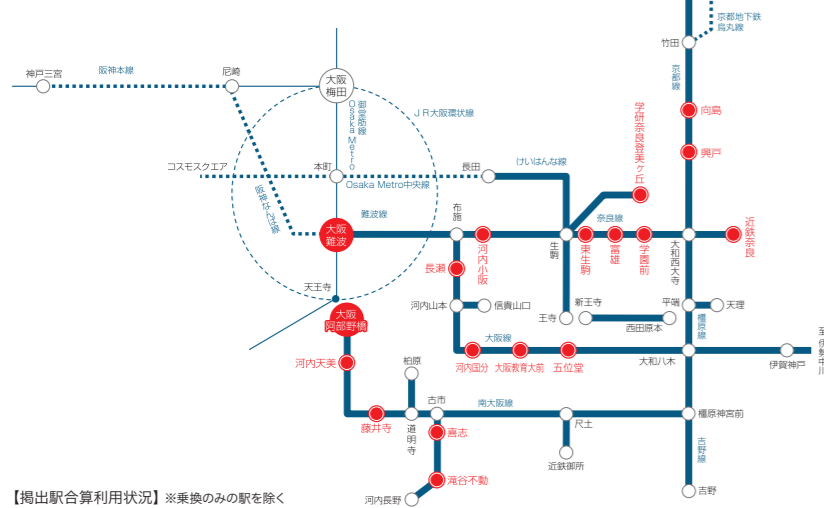 京都地下鉄
烏丸線
竹田
京都線
神戸三宮
阪神本線
尼崎
大阪
梅田
御堂筋線
Osaka Metro
JR大阪環状線
向島
学研奈良登美ヶ丘
興戸
コスモスクエア
本町
長田
けいはんな線
Osaka Metro中央線
阪神なんば線
難波線
布施
奈良線
近鉄奈良
大阪
難波
河内小阪
生駒
東生駒
富雄
学園前
大和西大寺
長瀬
天王寺
河内山本
信貴山口
新王寺
平端
天理
王寺
西田原本
橿原線
大阪
阿部野橋
大阪線
至伊勢中川
河内天美
柏原
河内国分
大阪教育大前
五位堂
大和八木
伊賀神戸
古市
南大阪線
藤井寺
道明寺
喜志
尺土
橿原神宮前
吉野線
近鉄御所
滝谷不動
河内長野
吉野
【掲出駅合算利用状況】※乗換のみの駅を除く